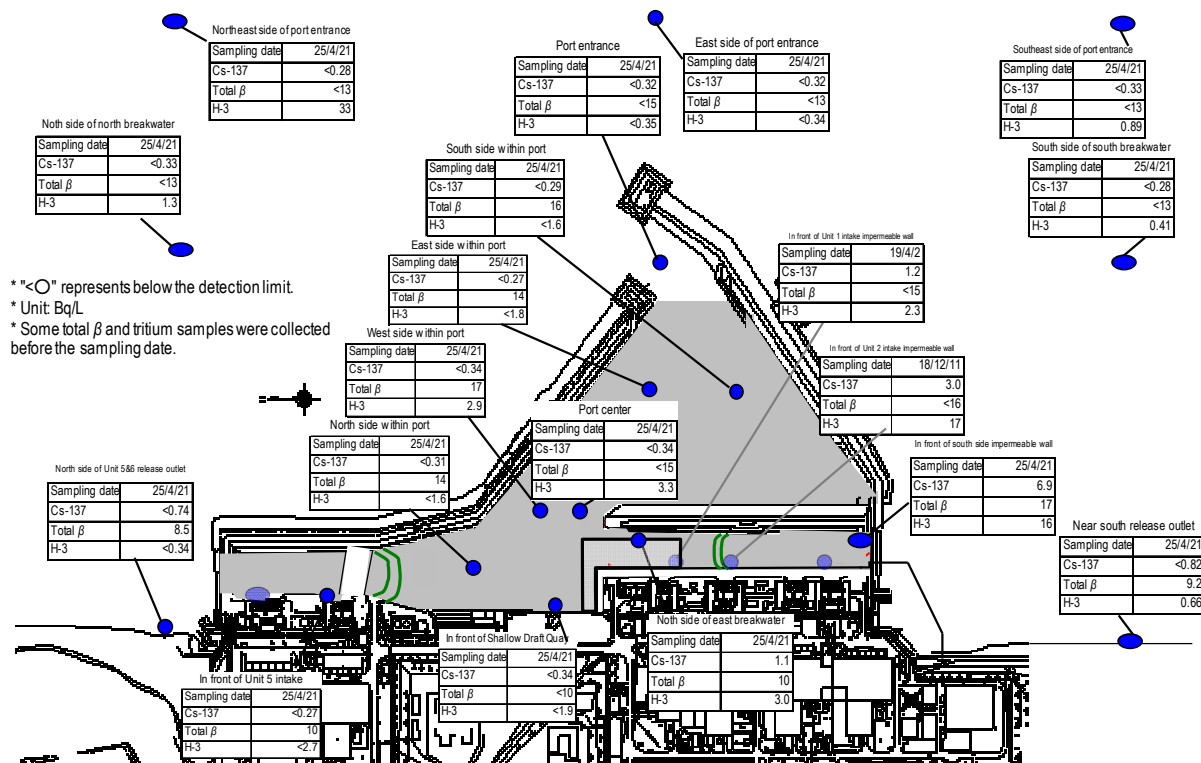 Northeast side of port entrance
Sampling date 25/4/21
Cs-137 <0.28
Total β <13
H-3 33
Port entrance
Sampling date 25/4/21
Cs-137 <0.32
Total β <15
H-3 <0.35
East side of port entrance
Sampling date 25/4/21
Cs-137 <0.32
Total β <13
H-3 <0.34
Southeast side of port entrance
Sampling date 25/4/21
Cs-137 <0.33
Total β <13
H-3 0.89
Noth side of north breakwater
Sampling date 25/4/21
Cs-137 <0.33
Total β <13
H-3 1.3
South side within port
Sampling date 25/4/21
Cs-137 <0.29
Total β 16
H-3 <1.6
South side of south breakwater
Sampling date 25/4/21
Cs-137 <0.28
Total β <13
H-3 0.41
In front of Unit 1 intake impermeable wall
Sampling date 19/4/2
Cs-137 1.2
Total β <15
H-3 2.3
East side within port
Sampling date 25/4/21
Cs-137 <0.27
Total β 14
H-3 <1.8
* "<○" represents below the detection limit.
* Unit: Bq/L
* Some total β and tritium samples were collected
before the sampling date.
West side within port
Sampling date 25/4/21
Cs-137 <0.34
Total β 17
H-3 2.9
In front of Unit 2 intake impermeable wall
Sampling date 18/12/11
Cs-137 3.0
Total β <16
H-3 17
Port center
Sampling date 25/4/21
Cs-137 <0.34
Total β <15
H-3 3.3
North side within port
Sampling date 25/4/21
Cs-137 <0.31
Total β 14
H-3 <1.6
In front of south side impermeable wall
Sampling date 25/4/21
Cs-137 6.9
Total β 17
H-3 16
North side of Unit 5&6 release outlet
Sampling date 25/4/21
Cs-137 <0.74
Total β 8.5
H-3 <0.34
Near south release outlet
Sampling date 25/4/21
Cs-137 <0.82
Total β 9.2
H-3 0.66
Noth side of east breakwater
Sampling date 25/4/21
Cs-137 1.1
Total β 10
H-3 3.0
In front of Shallow Draft Quay
Sampling date 25/4/21
Cs-137 <0.34
Total β <10
H-3 <1.9
In front of Unit 5 intake
Sampling date 25/4/21
Cs-137 <0.27
Total β 10
H-3 <2.7